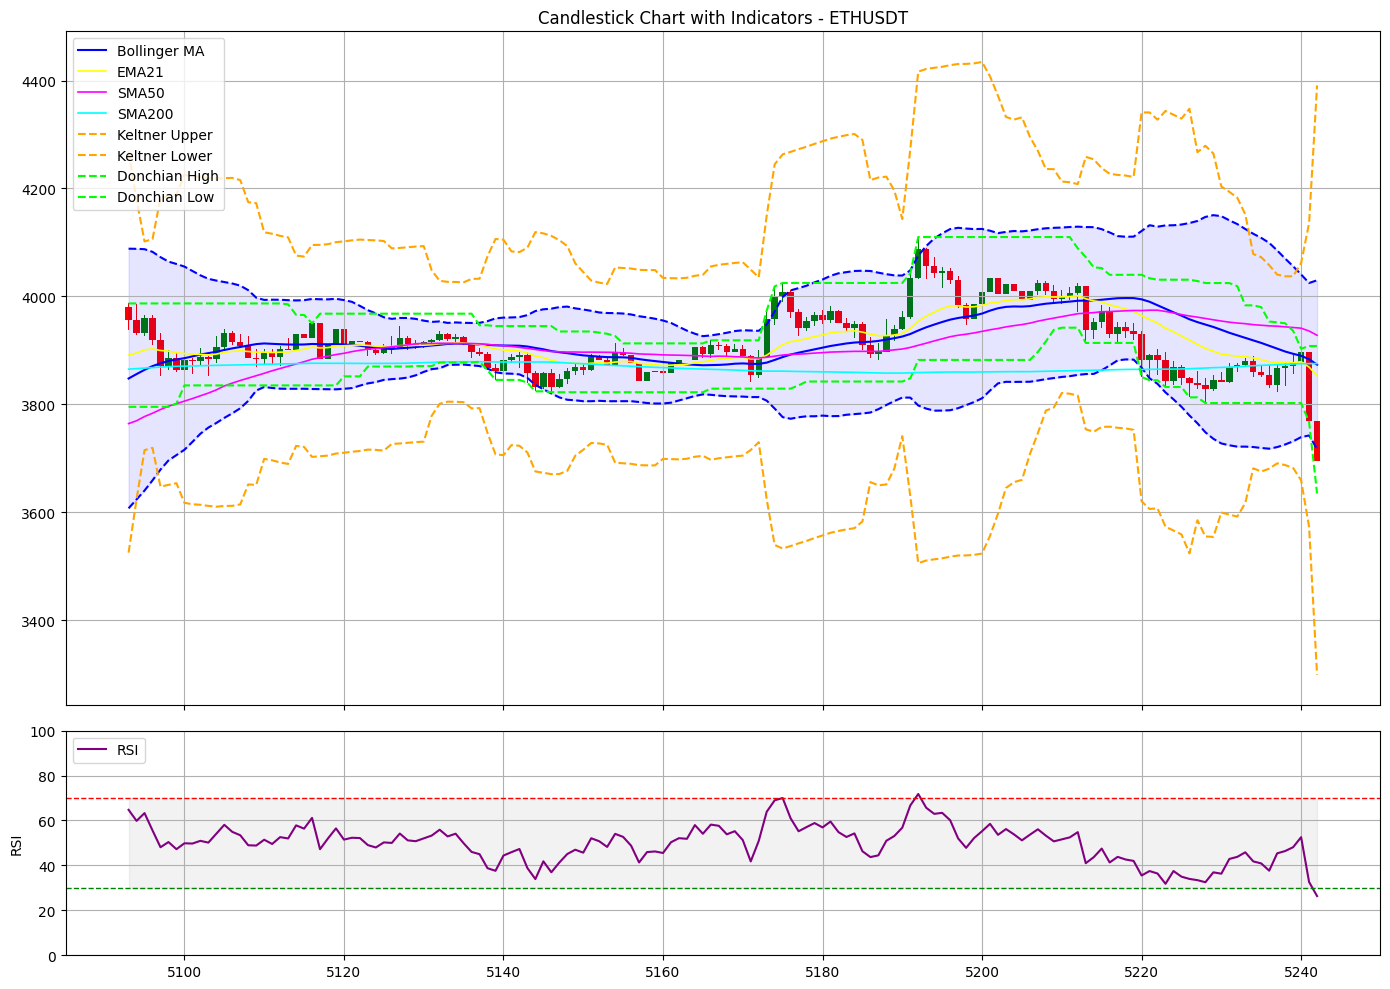 Candlestick Chart with Indicators - ETHUSDT
Bollinger MA
EMA21
SMA50
SMA200
Keltner Upper
Keltner Lower
Donchian High
Donchian Low
4400
4200
4000
3800
3600
3400
RSI
100
80
60
40
20
0
RSI
5100 5120 5140 5160 5180 5200 5220 5240